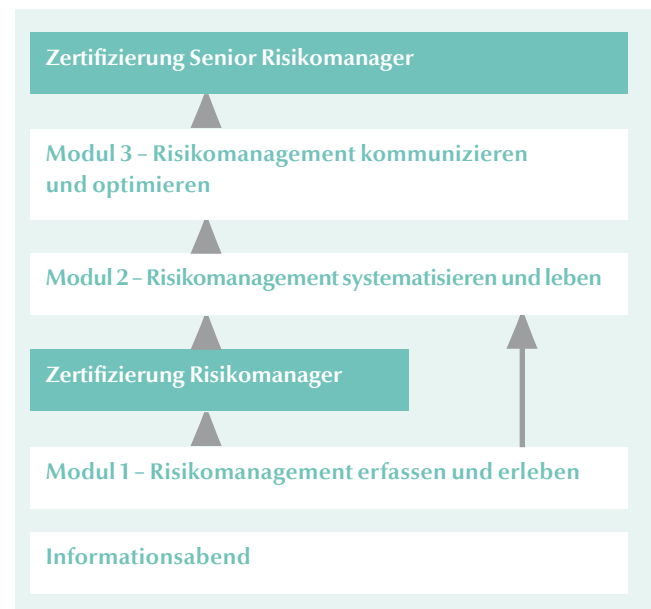 Zertifizierung Senior Risikomanager
Modul 3 – Risikomanagement kommunizieren
und optimieren
Modul 2 – Risikomanagement systematisieren und leben
Zertifizierung Risikomanager
Modul 1 – Risikomanagement erfassen und erleben
Informationsabend